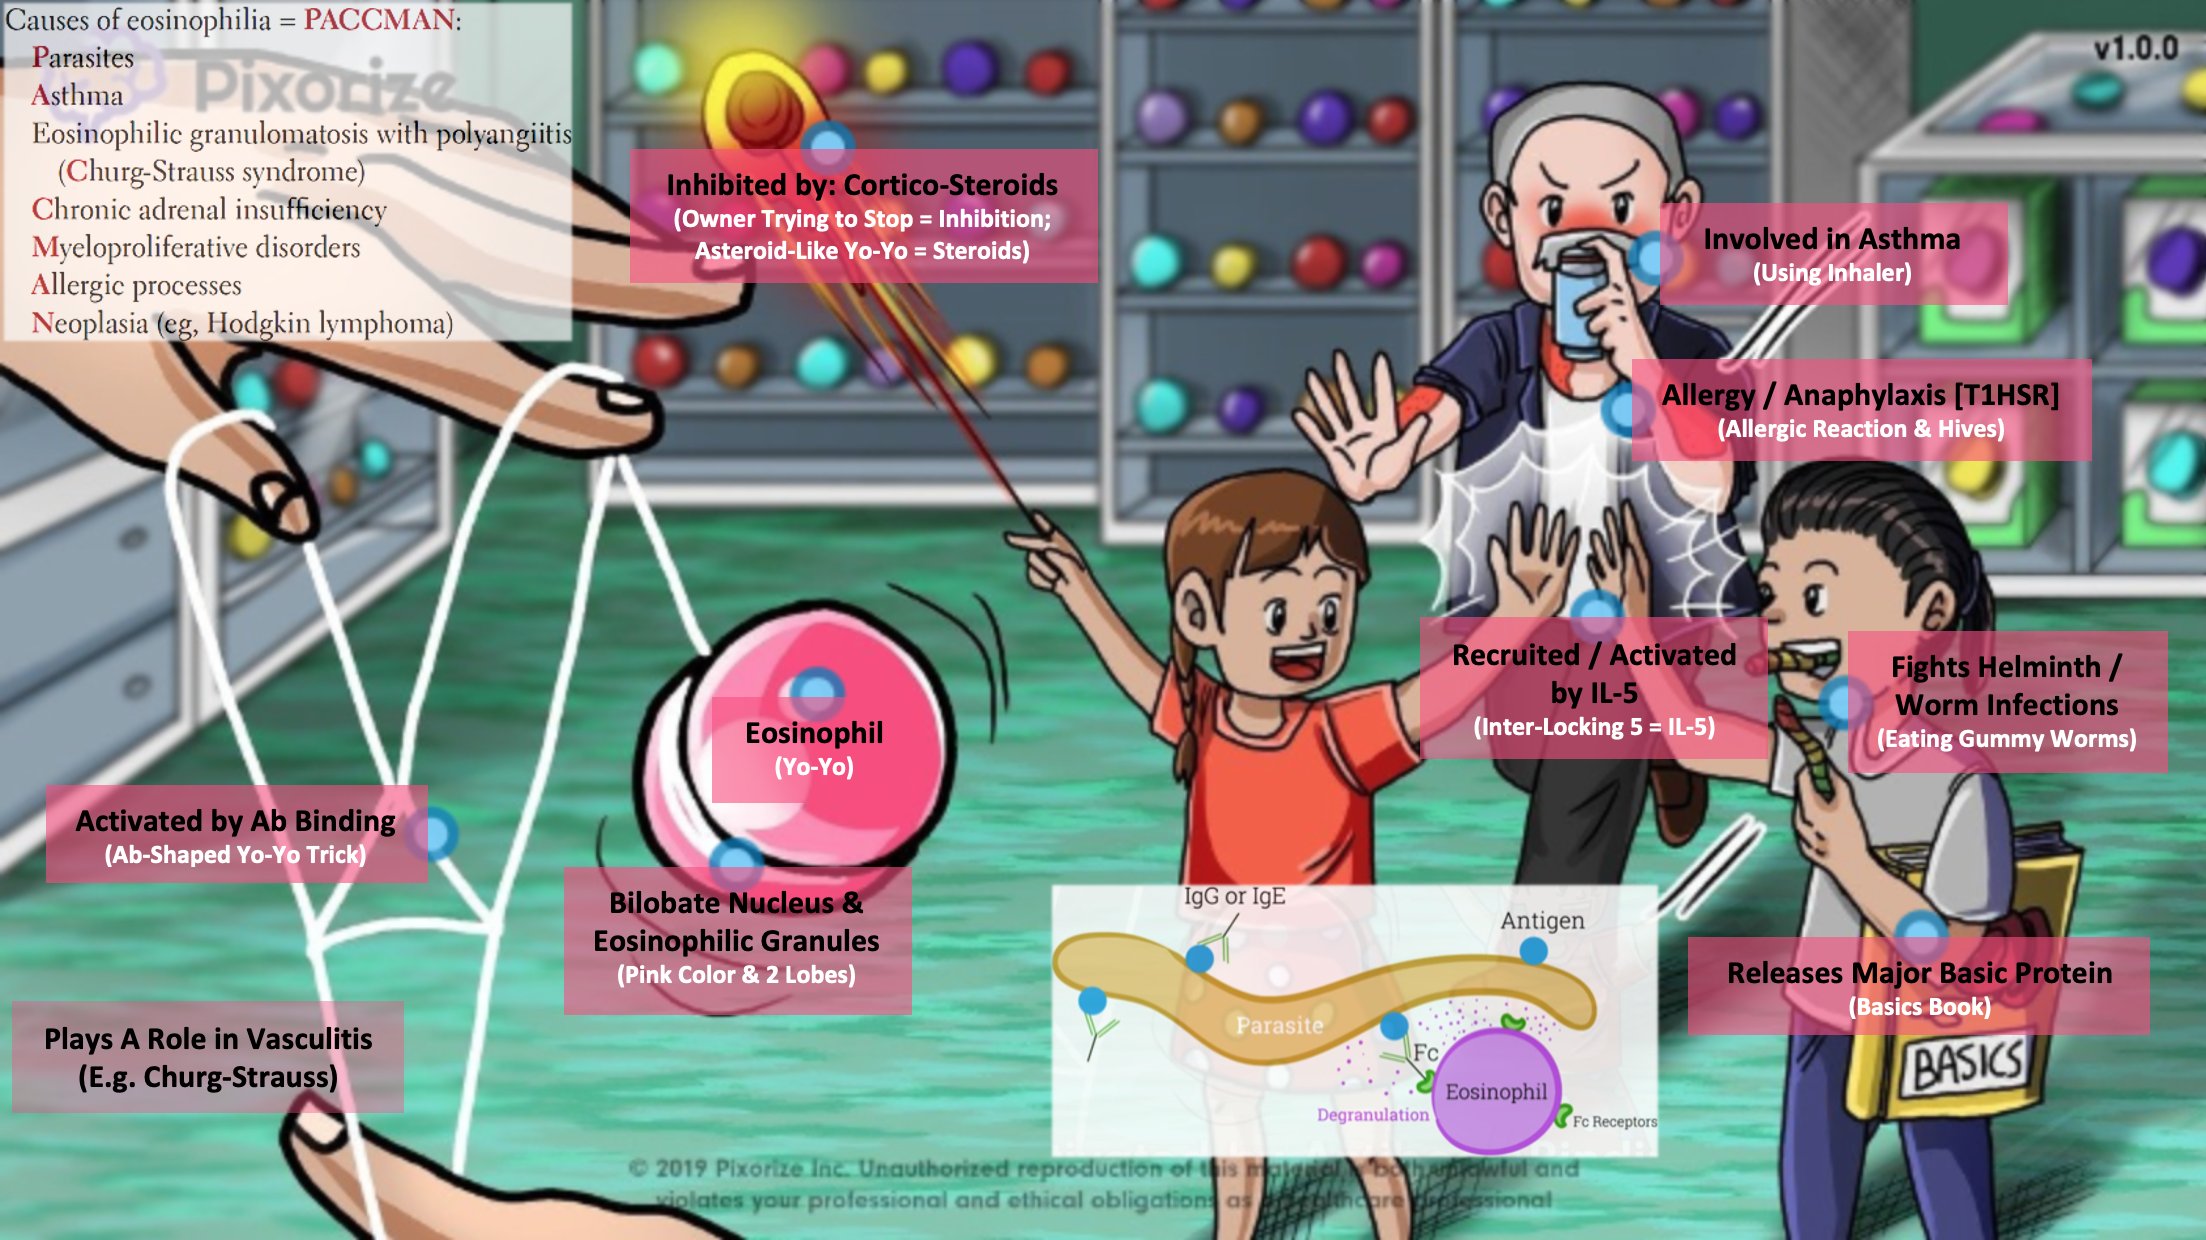 Causes of eosinophilia = PACCMAN:
Parasites
Asthma
Eosinophilic granulomatosis with polyangiitis
(Churg-Strauss syndrome)
Chronic adrenal insufficiency
Myeloproliferative disorders
Allergic processes
Neoplasia (eg, Hodgkin lymphoma)
Pixorize
v1.0.0
Inhibited by: Cortico-Steroids
(Owner Trying to Stop = Inhibition;
Asteroid-Like Yo-Yo = Steroids)
Involved in Asthma
(Using Inhaler)
Allergy / Anaphylaxis [T1HSR]
(Allergic Reaction & Hives)
Recruited / Activated
by IL-5
(Inter-Locking 5 = IL-5)
Fights Helminth /
Worm Infections
(Eating Gummy Worms)
Eosinophil
(Yo-Yo)
Activated by Ab Binding
(Ab-Shaped Yo-Yo Trick)
Bilobate Nucleus &
Eosinophilic Granules
(Pink Color & 2 Lobes)
Releases Major Basic Protein
(Basics Book)
BASICS
Plays A Role in Vasculitis
(E.g. Churg-Strauss)
IgG or IgE
Antigen
Parasite
Fc
Eosinophil
Degranulation
Fc Receptors
© 2019 Pixorize Inc. Unauthorized reproduction of this material is both unlawful and
violates your professional and ethical obligations as a healthcare professional